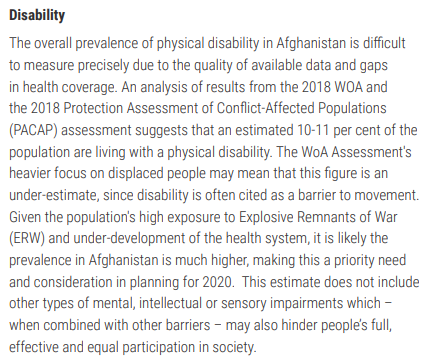 Disability
The overall prevalence of physical disability in Afghanistan is difficult
to measure precisely due to the quality of available data and gaps
in health coverage. An analysis of results from the 2018 WOA and
the 2018 Protection Assessment of Conflict-Affected Populations
(PACAP) assessment suggests that an estimated 10-11 per cent of the
population are living with a physical disability. The WoA Assessment's
heavier focus on displaced people may mean that this figure is an
under-estimate, since disability is often cited as a barrier to movement.
Given the population's high exposure to Explosive Remnants of War
(ERW) and under-development of the health system, it is likely the
prevalence in Afghanistan is much higher, making this a priority need
and consideration in planning for 2020.  This estimate does not include
other types of mental, intellectual or sensory impairments which –
when combined with other barriers – may also hinder people's full,
effective and equal participation in society.